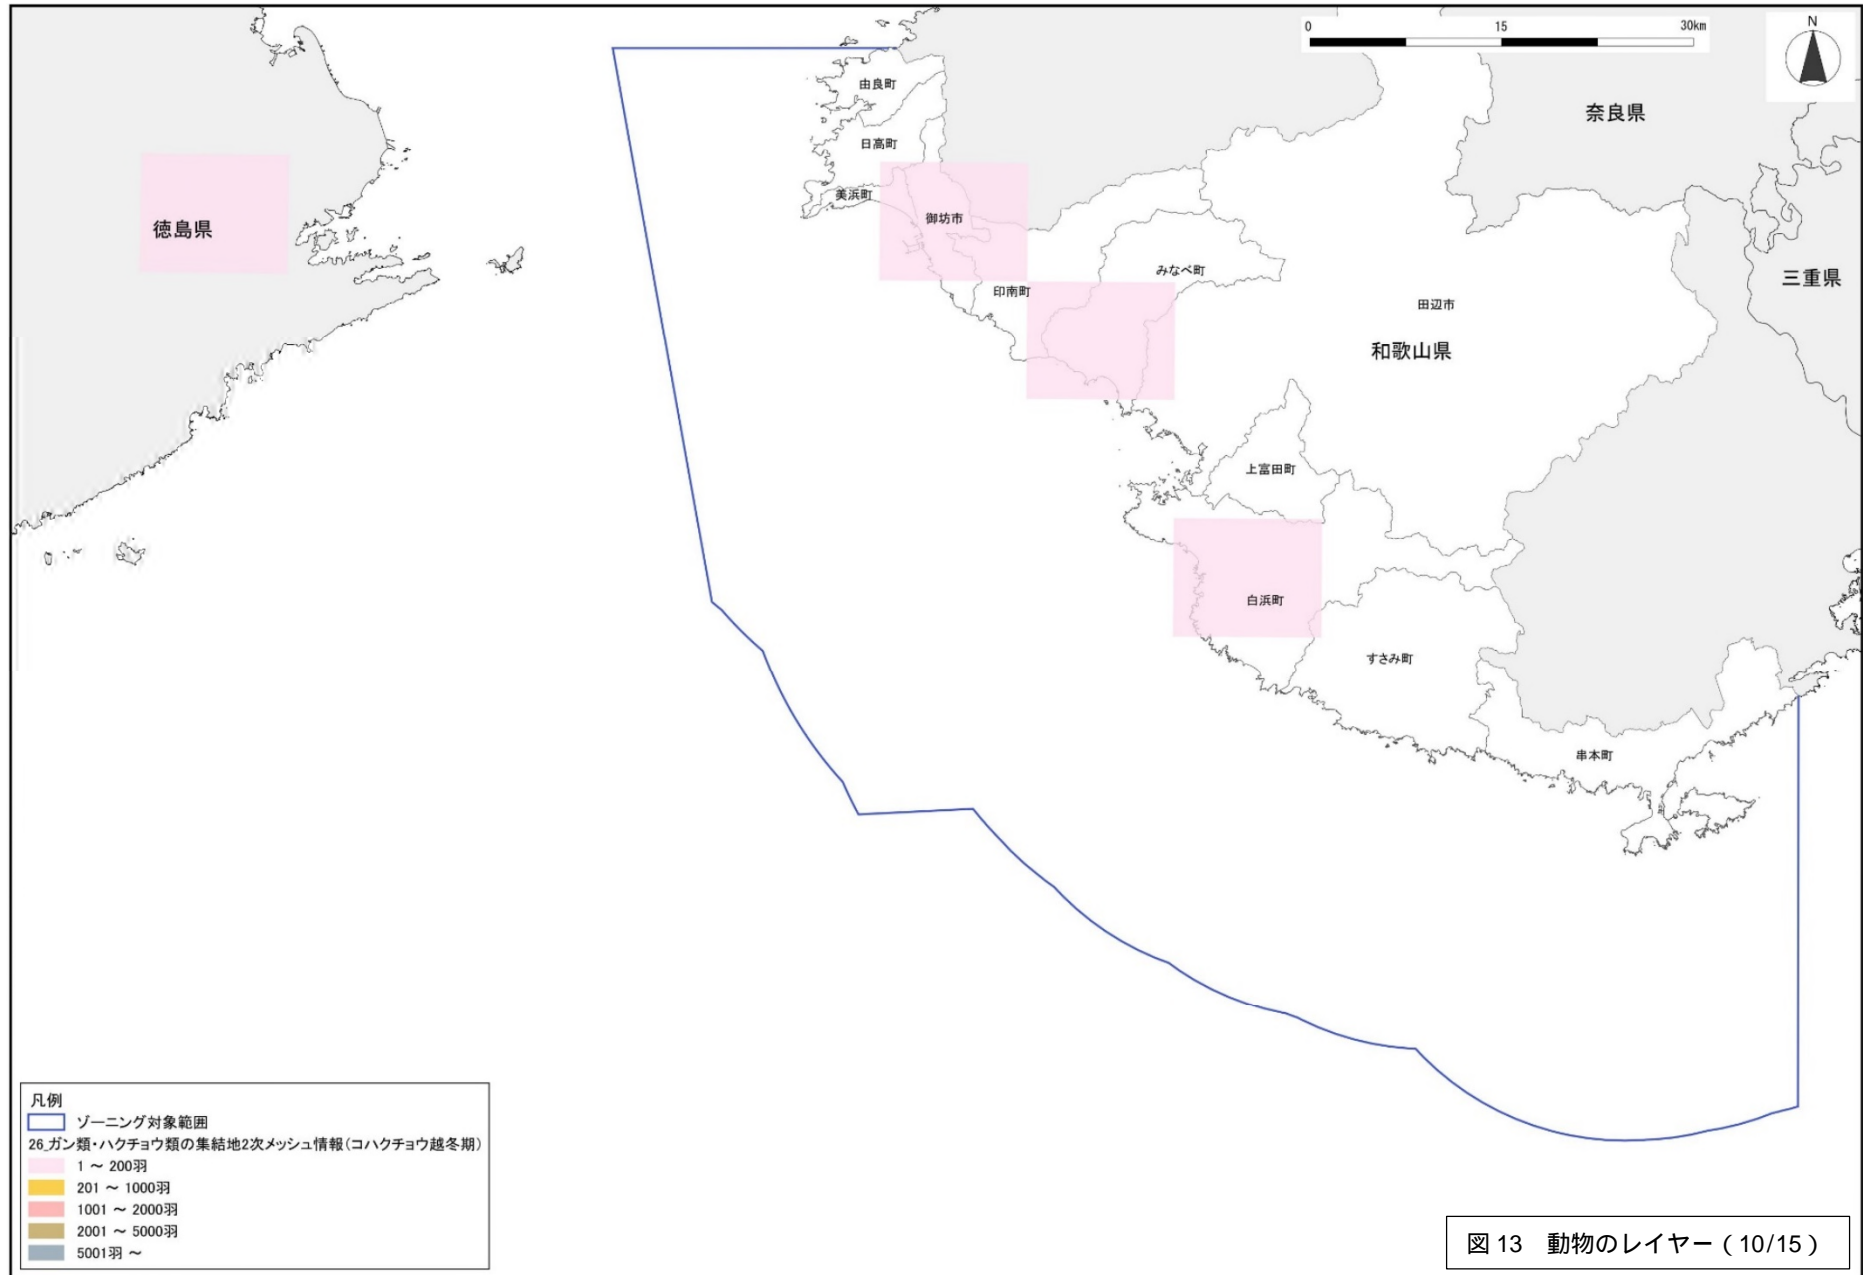 0 15 30km
N
奈良県
由良町
日高町
美浜町
御坊市
徳島県
みなべ町
三重県
印南町
田辺市
和歌山県
上富田町
白浜町
すさみ町
串本町
凡例
ゾーニング対象範囲
26_ガン類・ハクチョウ類の集結地2次メッシュ情報(コハクチョウ越冬期)
1 ～ 200羽
201 ～ 1000羽
1001 ～ 2000羽
2001 ～ 5000羽
5001羽 ～
図 13 動物のレイヤー（10/15）